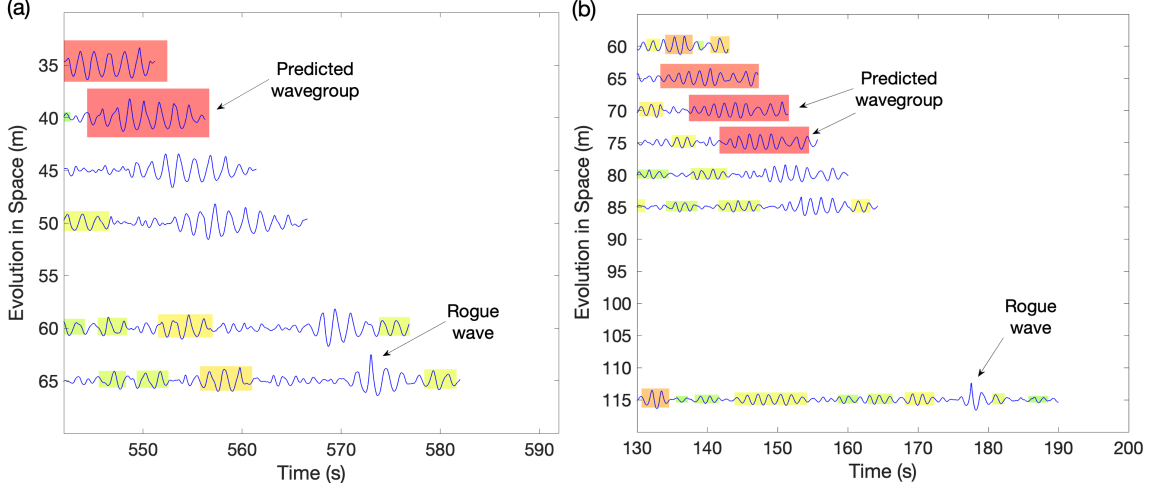 (a)
Evolution in Space (m)
35
40
45
50
55
60
65
Predicted
wavegroup
Rogue
wave
550
560
570
580
590
Time (s)
(b)
Evolution in Space (m)
60
65
70
75
80
85
90
95
100
105
110
115
Predicted
wavegroup
Rogue
wave
130
140
150
160
170
180
190
200
Time (s)